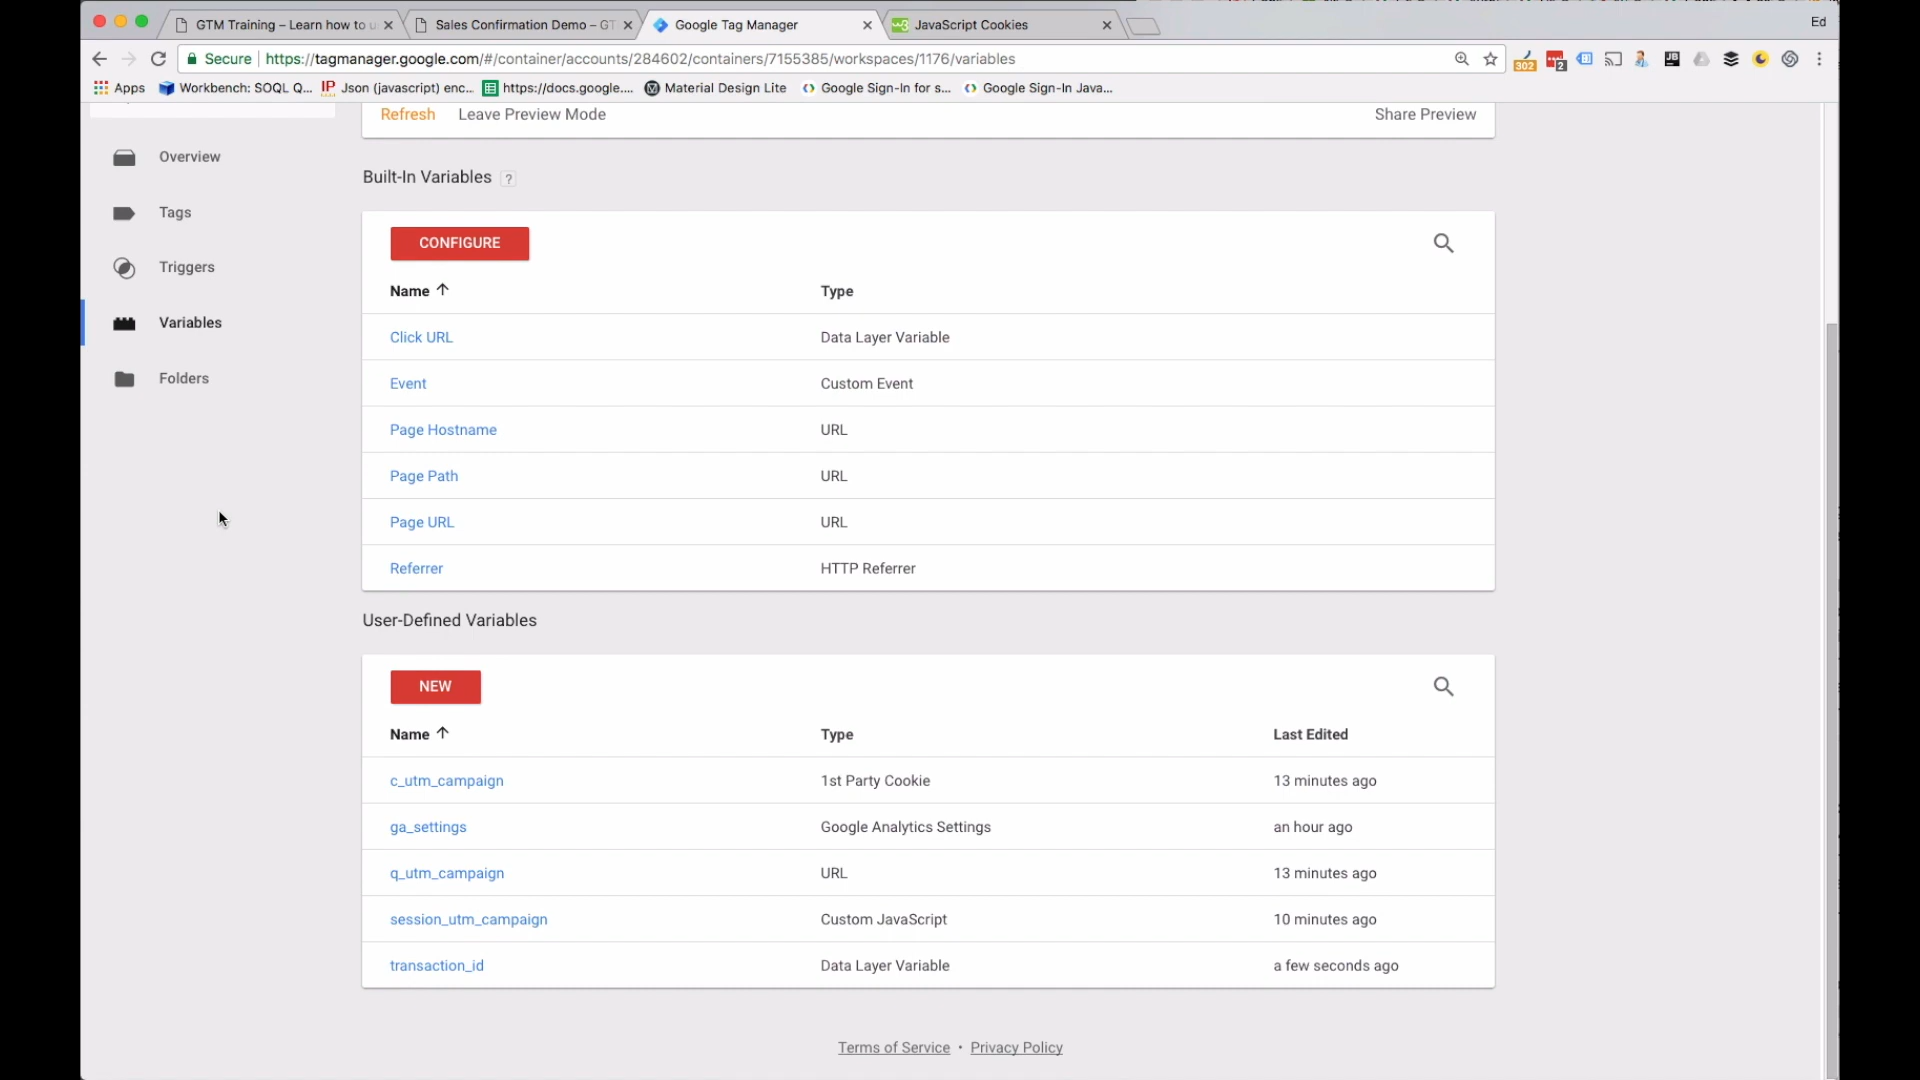 GTM Training – Learn how to u
Sales Confirmation Demo – GT
Google Tag Manager
JavaScript Cookies
Ed
Secure
https://tagmanager.google.com/#/container/accounts/284602/containers/7155385/workspaces/1176/variables
302
2
JB
Apps
Workbench: SOQL Q...
IP Json (javascript) enc...
https://docs.google....
Material Design Lite
Google Sign-In for s...
Google Sign-In Java...
Refresh
Leave Preview Mode
Share Preview
Overview
Tags
Triggers
Variables
Folders
Built-In Variables ?
CONFIGURE
Name Type
Click URL Data Layer Variable
Event Custom Event
Page Hostname URL
Page Path URL
Page URL URL
Referrer HTTP Referrer
User-Defined Variables
NEW
Name Type Last Edited
c_utm_campaign 1st Party Cookie 13 minutes ago
ga_settings Google Analytics Settings an hour ago
q_utm_campaign URL 13 minutes ago
session_utm_campaign Custom JavaScript 10 minutes ago
transaction_id Data Layer Variable a few seconds ago
Terms of Service • Privacy Policy